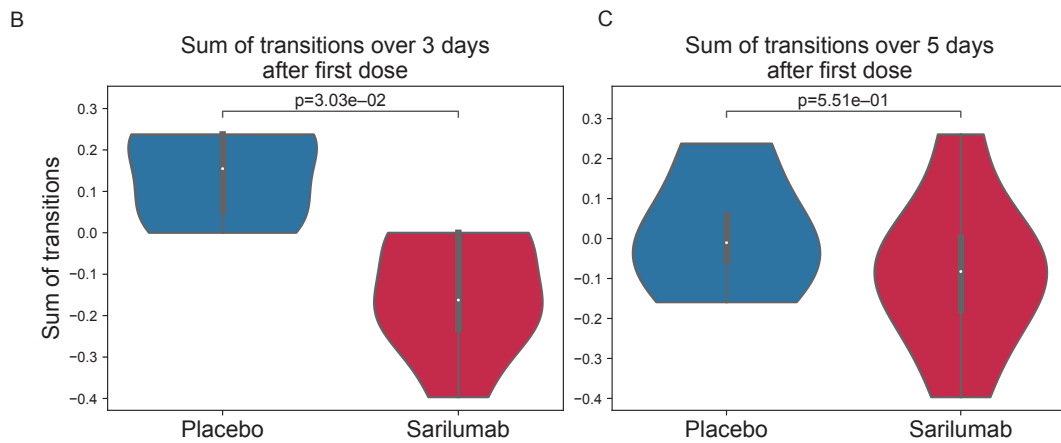 B
Sum of transitions over 3 days
after first dose
p=3.03e–02
0.3
0.2
0.1
0.0
−0.1
−0.2
−0.3
−0.4
Sum of transitions
Placebo
Sarilumab
C
Sum of transitions over 5 days
after first dose
p=5.51e–01
0.3
0.2
0.1
0.0
−0.1
−0.2
−0.3
−0.4
Placebo
Sarilumab